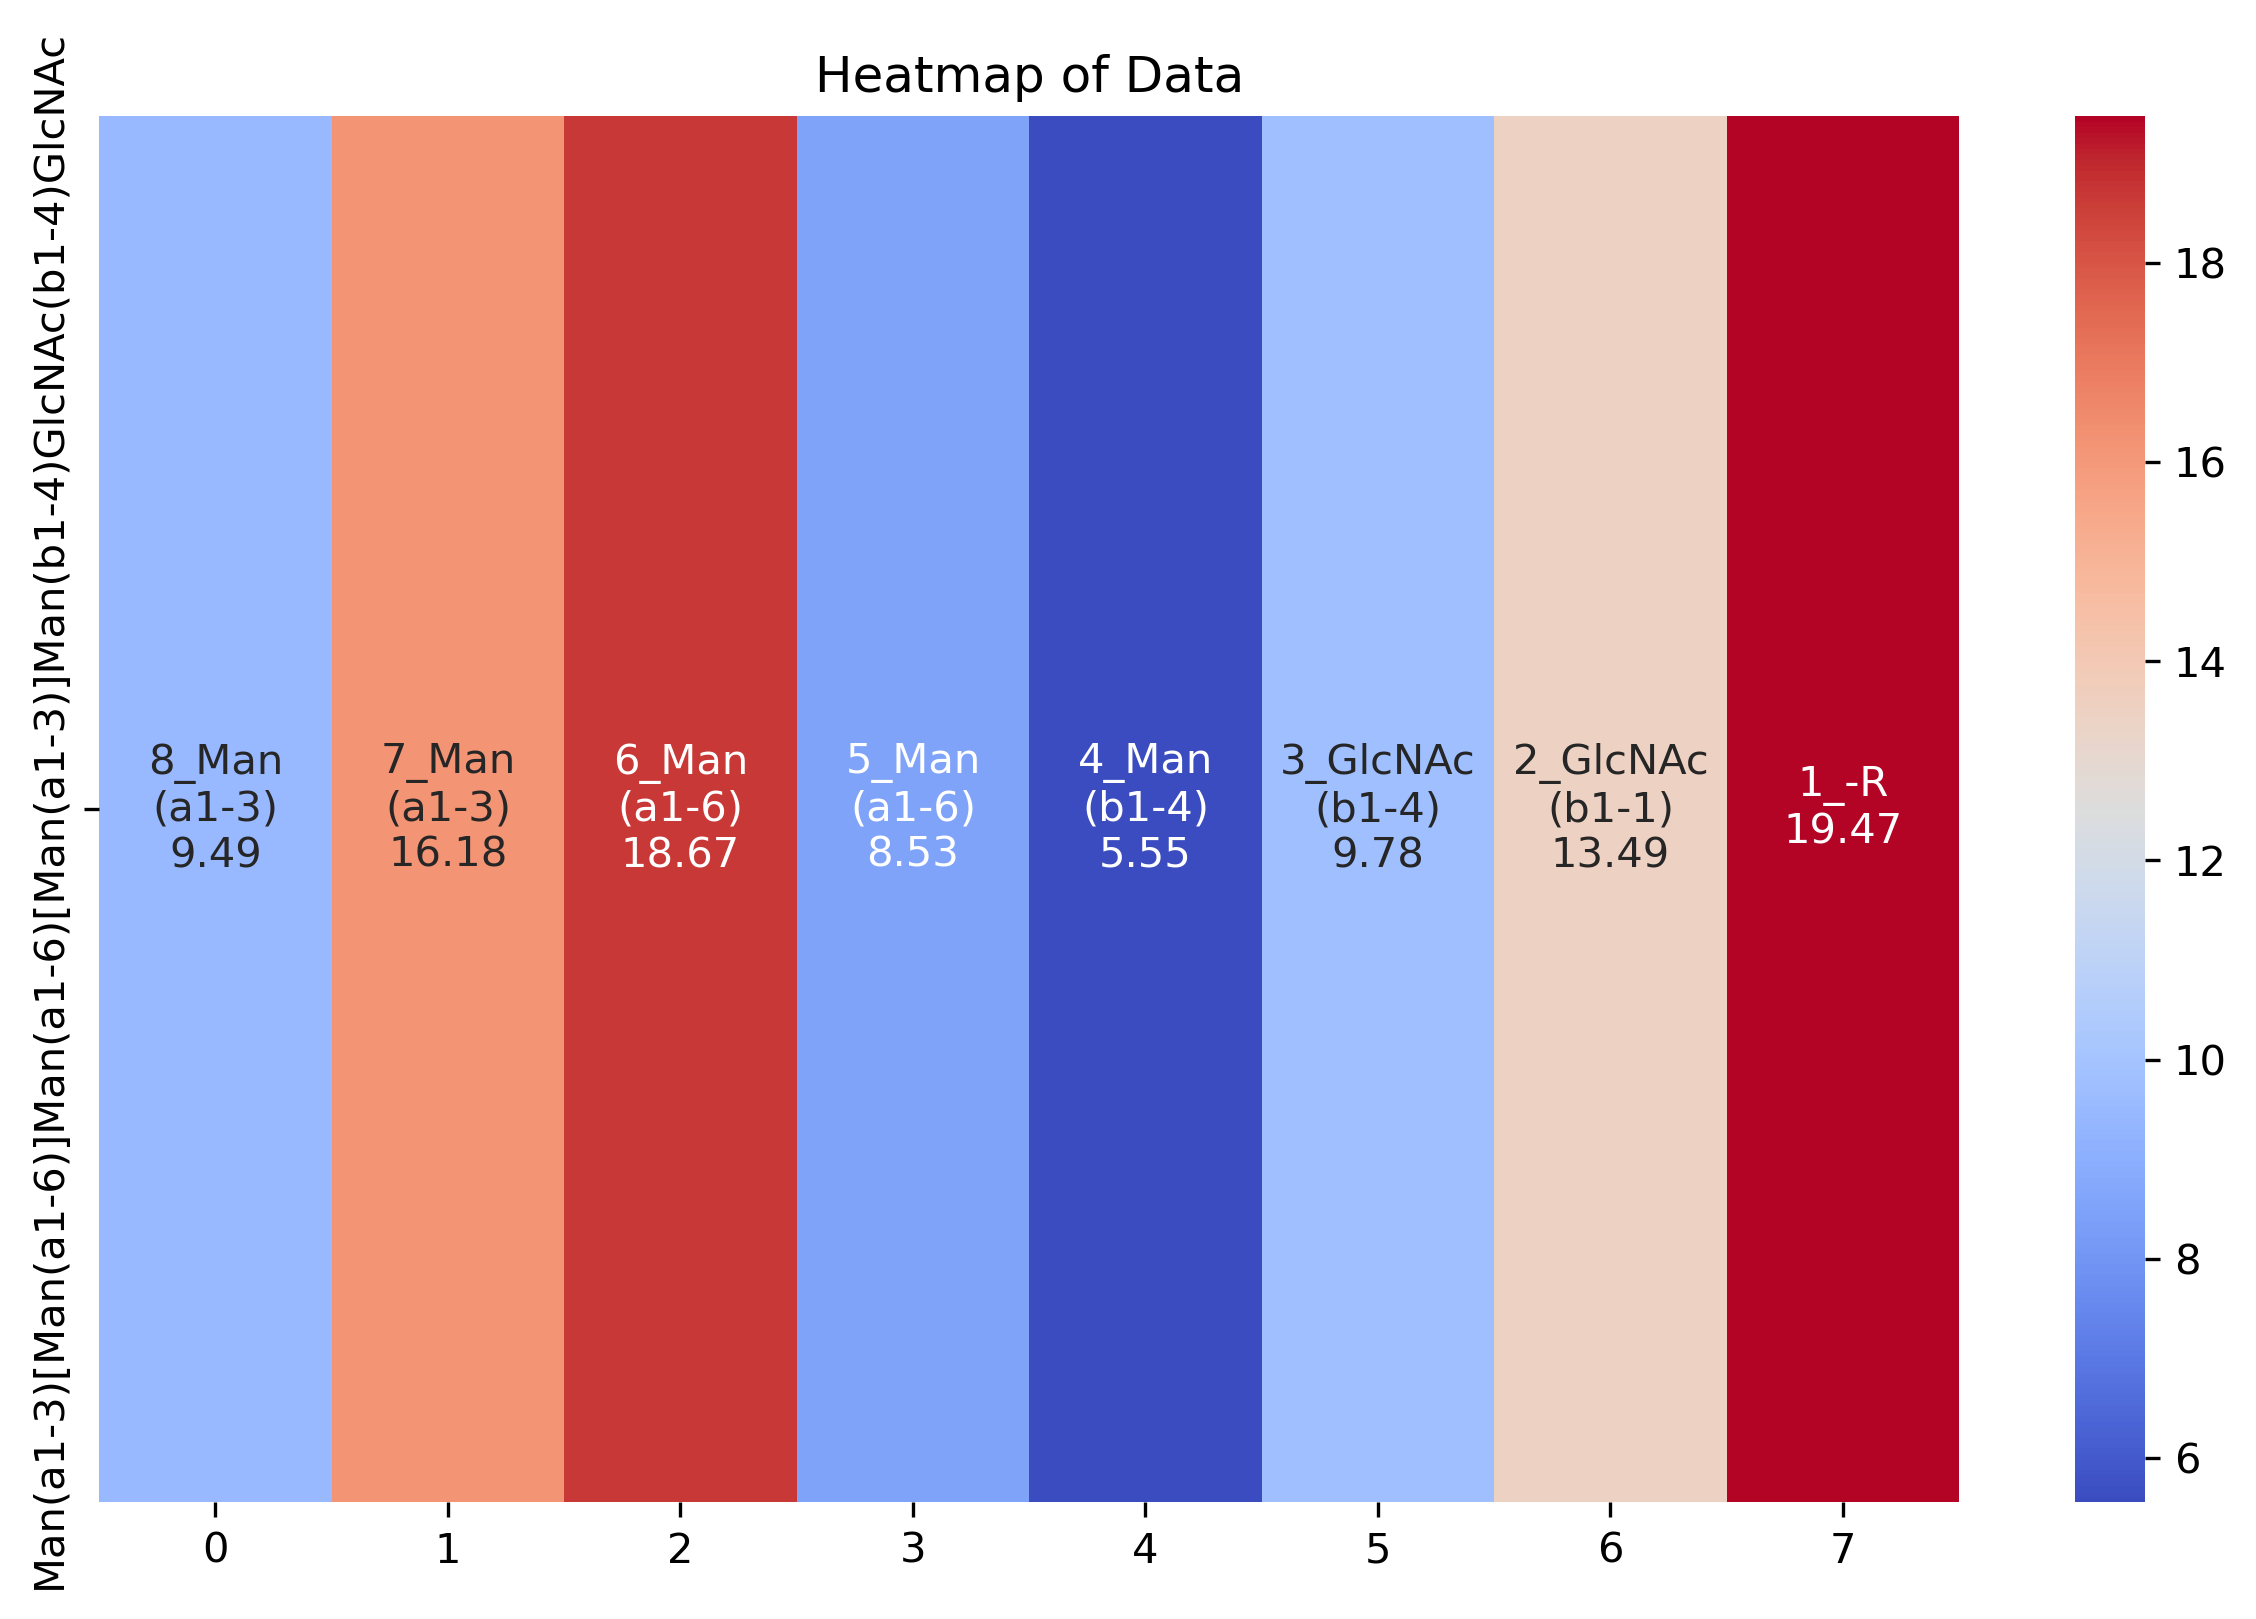 Heatmap of Data
Man(a1-3)[Man(a1-6)]Man(a1-6)[Man(a1-3)]Man(b1-4)GlcNAc(b1-4)GlcNAc
8_Man
(a1-3)
9.49
7_Man
(a1-3)
16.18
6_Man
(a1-6)
18.67
5_Man
(a1-6)
8.53
4_Man
(b1-4)
5.55
3_GlcNAc
(b1-4)
9.78
2_GlcNAc
(b1-1)
13.49
1_-R
19.47
0
1
2
3
4
5
6
7
18
16
14
12
10
8
6